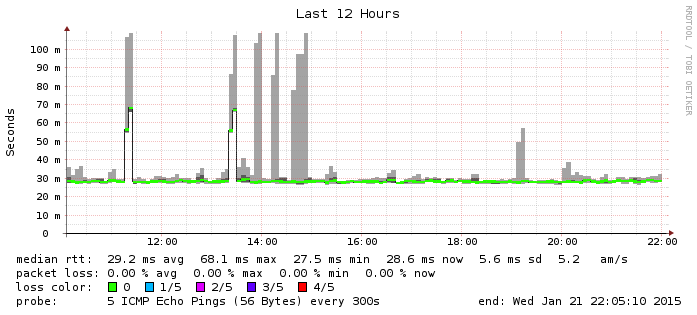 Last 12 Hours
RRDTOOL / TOBI OETIKER
Seconds
100 m
90 m
80 m
70 m
60 m
50 m
40 m
30 m
20 m
10 m
0
12:00 14:00 16:00 18:00 20:00 22:00
median rtt: 29.2 ms avg 68.1 ms max 27.5 ms min 28.6 ms now 5.6 ms sd 5.2 am/s
packet loss: 0.00 % avg 0.00 % max 0.00 % min 0.00 % now
loss color: 0 1/5 2/5 3/5 4/5
probe: 5 ICMP Echo Pings (56 Bytes) every 300s end: Wed Jan 21 22:05:10 2015